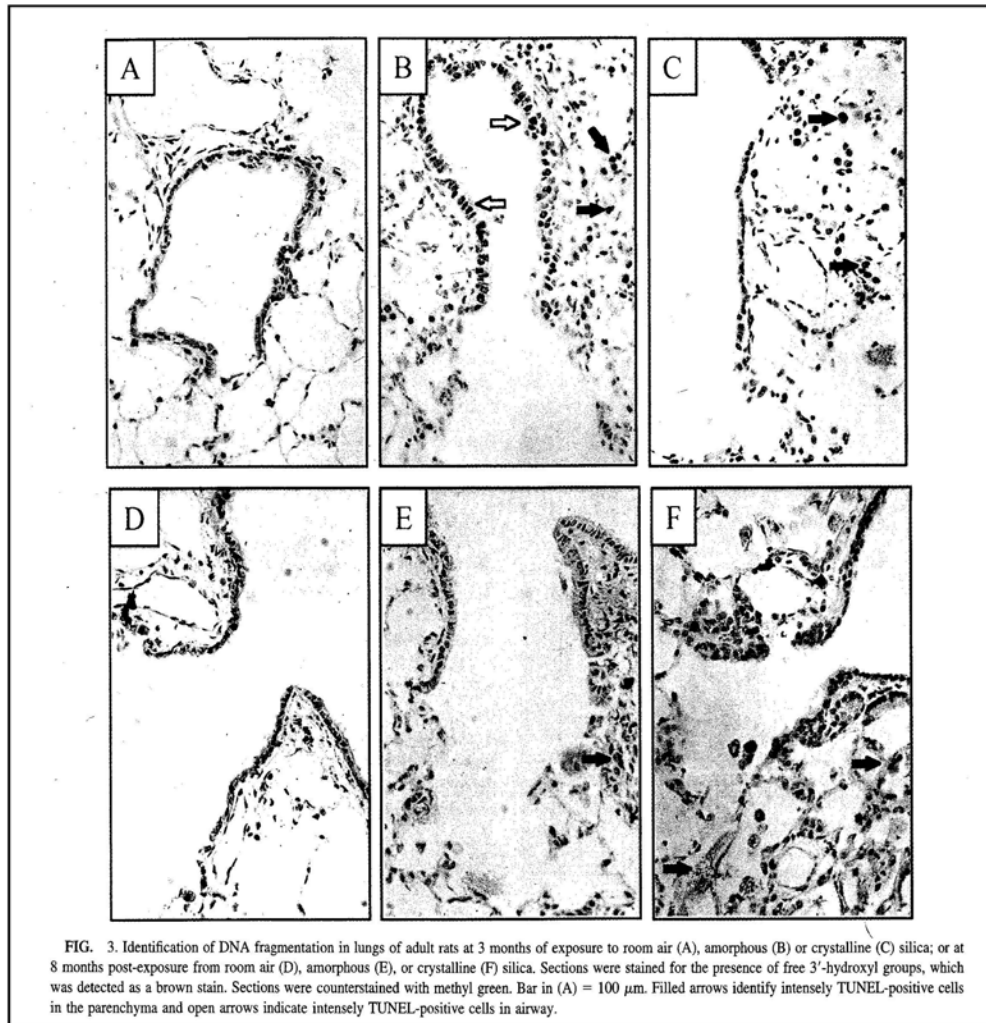 A
B
C
D
E
F
FIG. 3. Identification of DNA fragmentation in lungs of adult rats at 3 months of exposure to room air (A), amorphous (B) or crystalline (C) silica; or at
8 months post-exposure from room air (D), amorphous (E), or crystalline (F) silica. Sections were stained for the presence of free 3′-hydroxyl groups, which
was detected as a brown stain. Sections were counterstained with methyl green. Bar in (A) = 100 μm. Filled arrows identify intensely TUNEL-positive cells
in the parenchyma and open arrows indicate intensely TUNEL-positive cells in airway.